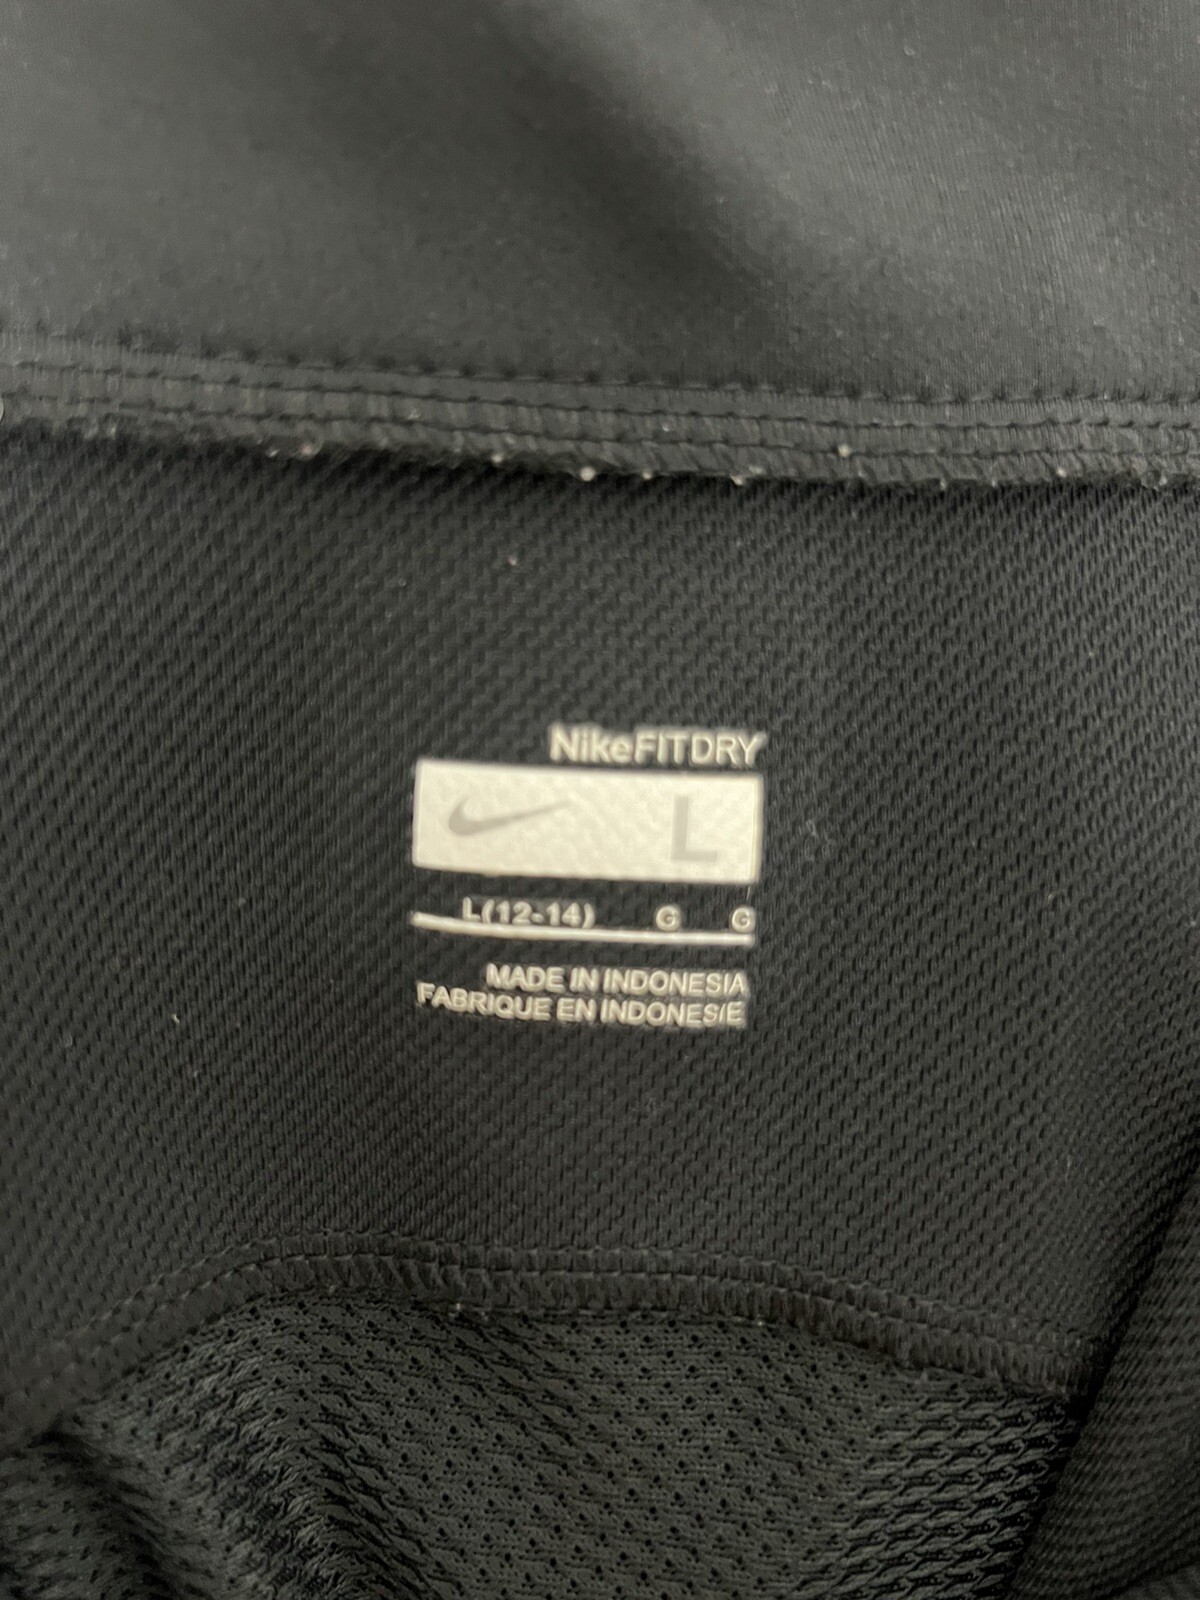 NikeFITDRY
L
L(12-14) G G
MADE IN INDONESIA
FABRIQUE EN INDONESIE